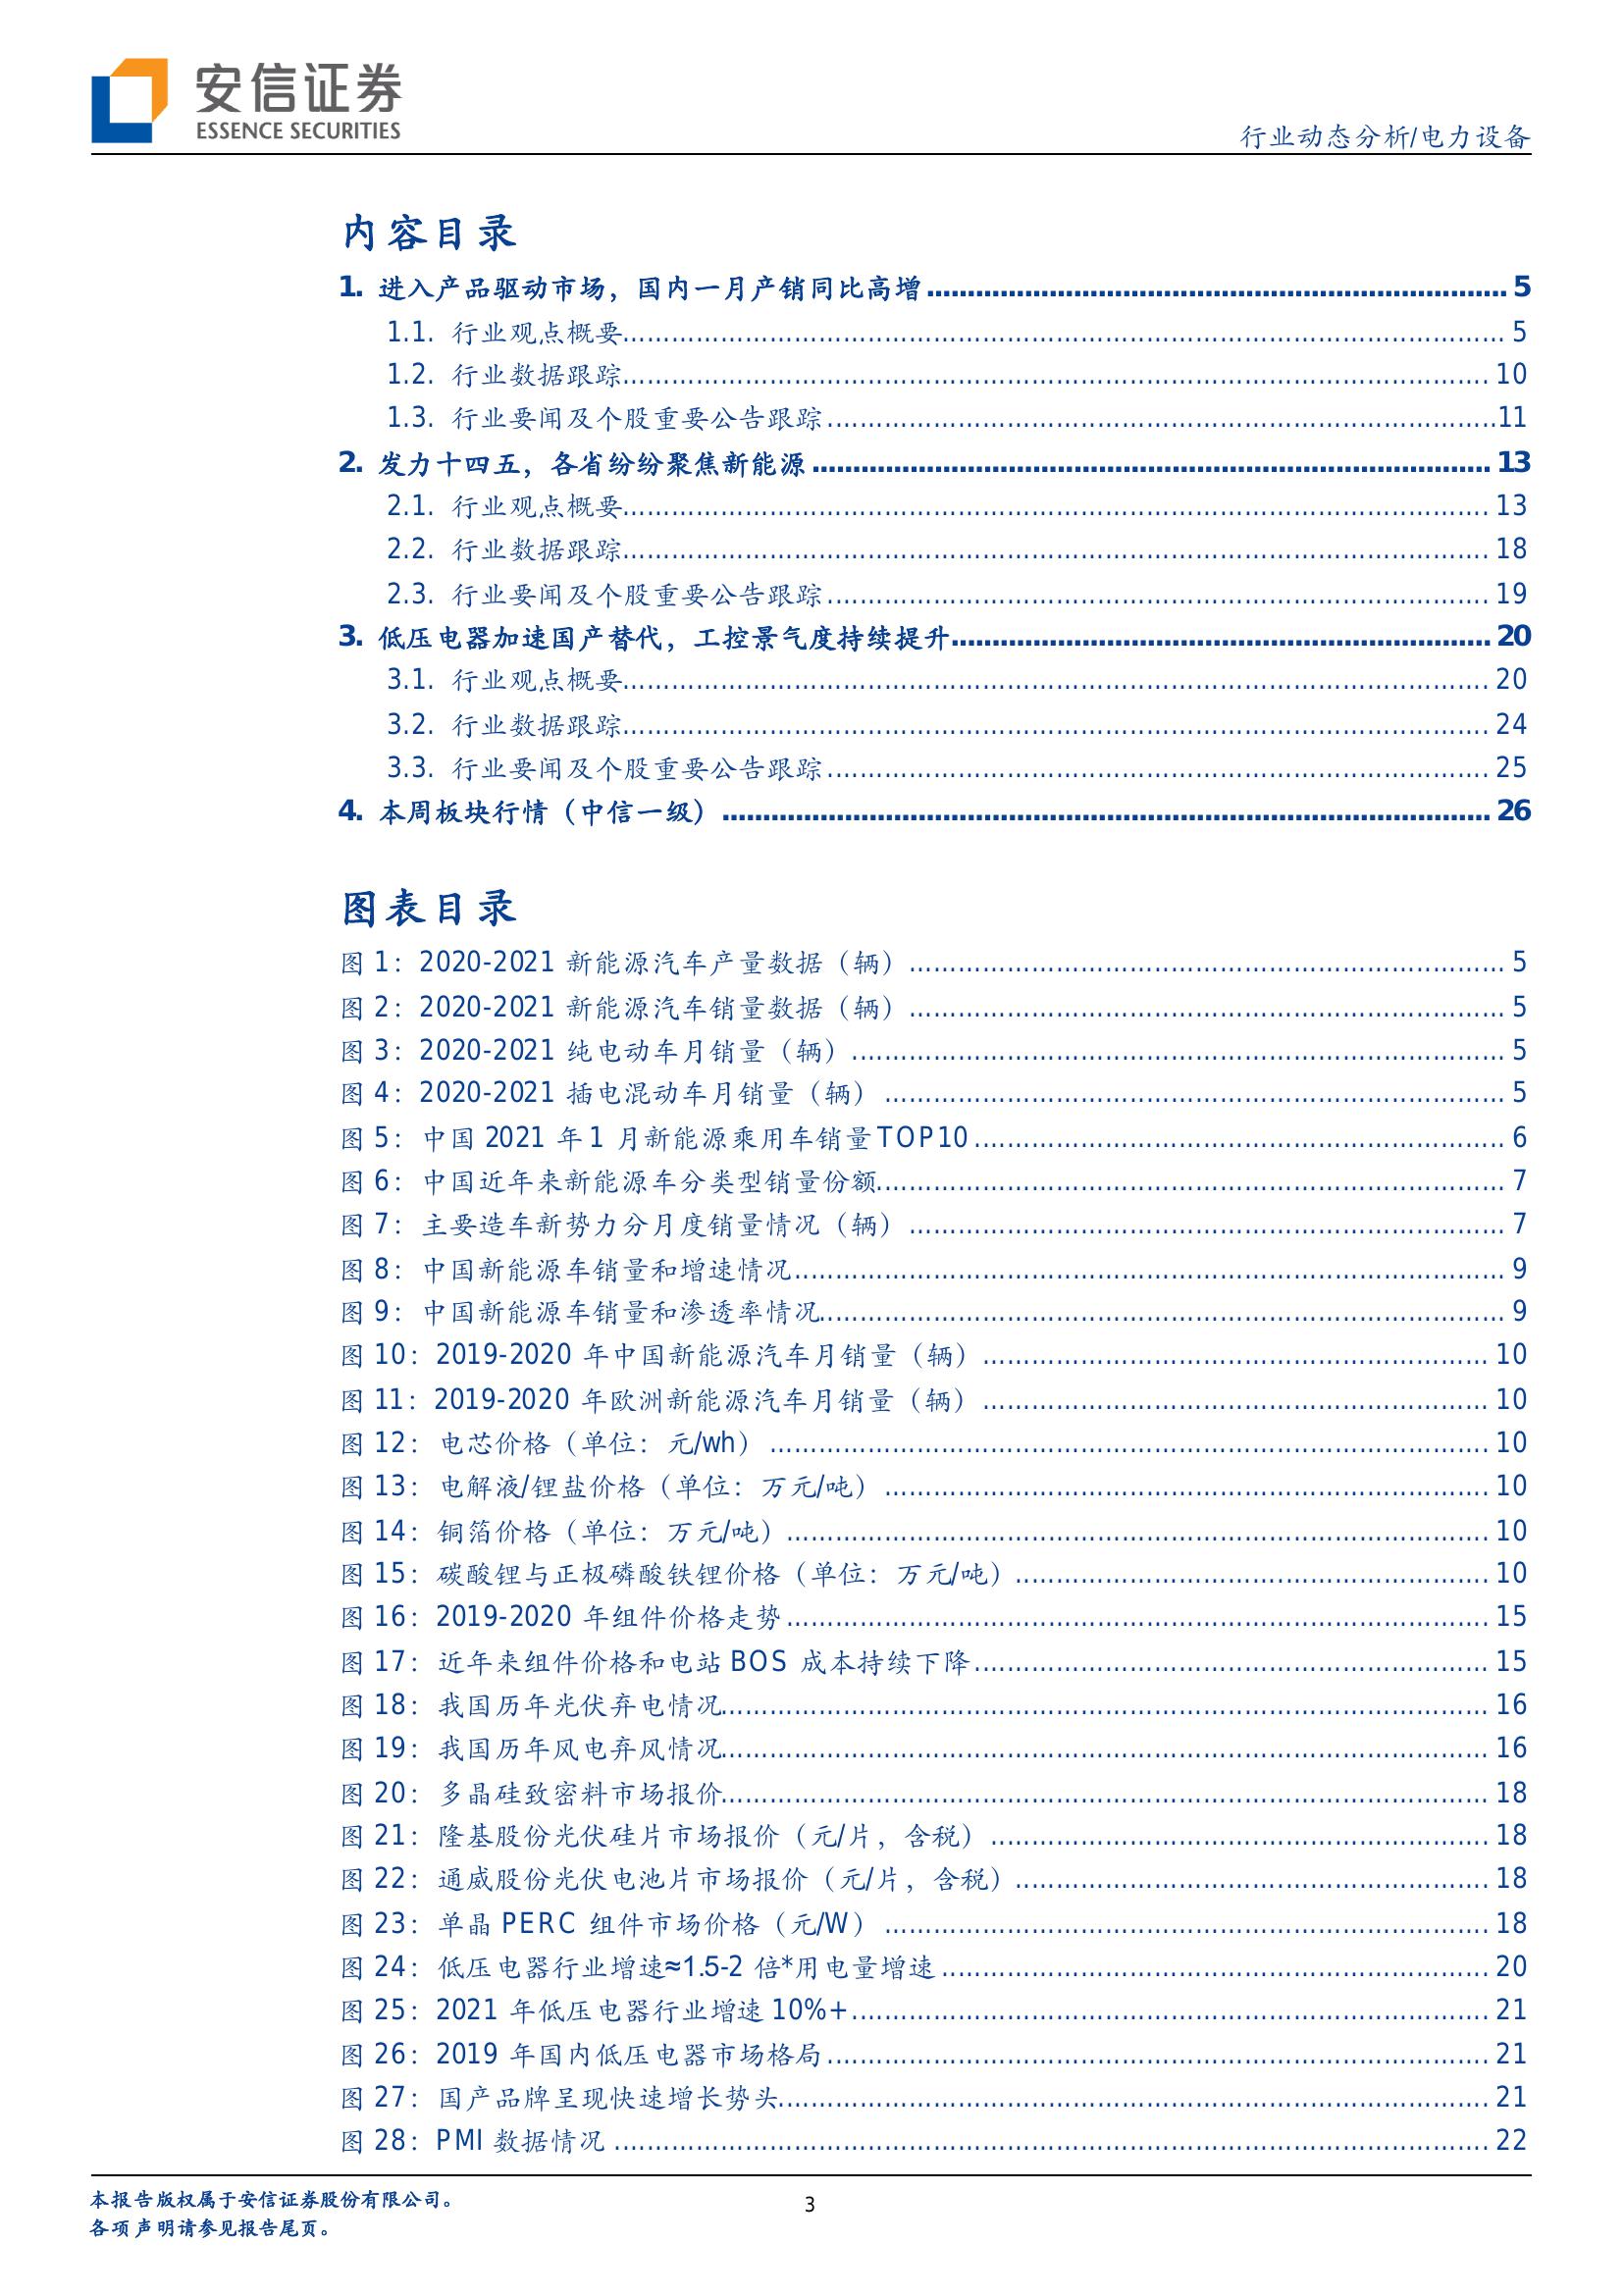 安信证券
ESSENCE SECURITIES
行业动态分析/电力设备
内容目录
1. 进入产品驱动市场，国内一月产销同比高增 5
1.1. 行业观点概要 5
1.2. 行业数据跟踪 10
1.3. 行业要闻及个股重要公告跟踪 11
2. 发力十四五，各省纷纷聚焦新能源 13
2.1. 行业观点概要 13
2.2. 行业数据跟踪 18
2.3. 行业要闻及个股重要公告跟踪 19
3. 低压电器加速国产替代，工控景气度持续提升 20
3.1. 行业观点概要 20
3.2. 行业数据跟踪 24
3.3. 行业要闻及个股重要公告跟踪 25
4. 本周板块行情（中信一级） 26
图表目录
图 1：2020-2021 新能源汽车产量数据（辆） 5
图 2：2020-2021 新能源汽车销量数据（辆） 5
图 3：2020-2021 纯电动车月销量（辆） 5
图 4：2020-2021 插电混动车月销量（辆） 5
图 5：中国 2021 年 1 月新能源乘用车销量 TOP10 6
图 6：中国近年来新能源车分类型销量份额 7
图 7：主要造车新势力分月度销量情况（辆） 7
图 8：中国新能源车销量和增速情况 9
图 9：中国新能源车销量和渗透率情况 9
图 10：2019-2020 年中国新能源汽车月销量（辆） 10
图 11：2019-2020 年欧洲新能源汽车月销量（辆） 10
图 12：电芯价格（单位：元/wh） 10
图 13：电解液/锂盐价格（单位：万元/吨） 10
图 14：铜箔价格（单位：万元/吨） 10
图 15：碳酸锂与正极磷酸铁锂价格（单位：万元/吨） 10
图 16：2019-2020 年组件价格走势 15
图 17：近年来组件价格和电站 BOS 成本持续下降 15
图 18：我国历年光伏弃电情况 16
图 19：我国历年风电弃风情况 16
图 20：多晶硅致密料市场报价 18
图 21：隆基股份光伏硅片市场报价（元/片，含税） 18
图 22：通威股份光伏电池片市场报价（元/片，含税） 18
图 23：单晶 PERC 组件市场价格（元/W） 18
图 24：低压电器行业增速≈1.5-2 倍*用电量增速 20
图 25：2021 年低压电器行业增速 10%+ 21
图 26：2019 年国内低压电器市场格局 21
图 27：国产品牌呈现快速增长势头 21
图 28：PMI 数据情况 22
本报告版权属于安信证券股份有限公司。
各项声明请参见报告尾页。
3